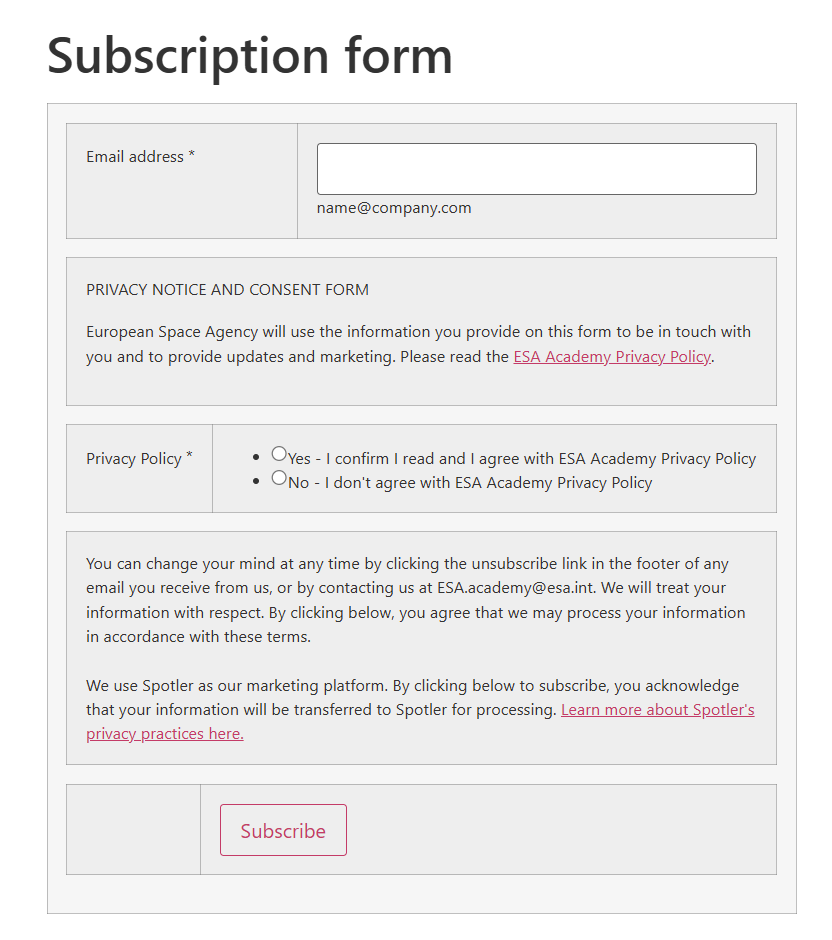 Subscription form
Email address *
name@company.com
PRIVACY NOTICE AND CONSENT FORM
European Space Agency will use the information you provide on this form to be in touch with
you and to provide updates and marketing. Please read the ESA Academy Privacy Policy.
Privacy Policy *
Yes - I confirm I read and I agree with ESA Academy Privacy Policy
No - I don't agree with ESA Academy Privacy Policy
You can change your mind at any time by clicking the unsubscribe link in the footer of any
email you receive from us, or by contacting us at ESA.academy@esa.int. We will treat your
information with respect. By clicking below, you agree that we may process your information
in accordance with these terms.
We use Spotler as our marketing platform. By clicking below to subscribe, you acknowledge
that your information will be transferred to Spotler for processing. Learn more about Spotler's
privacy practices here.
Subscribe